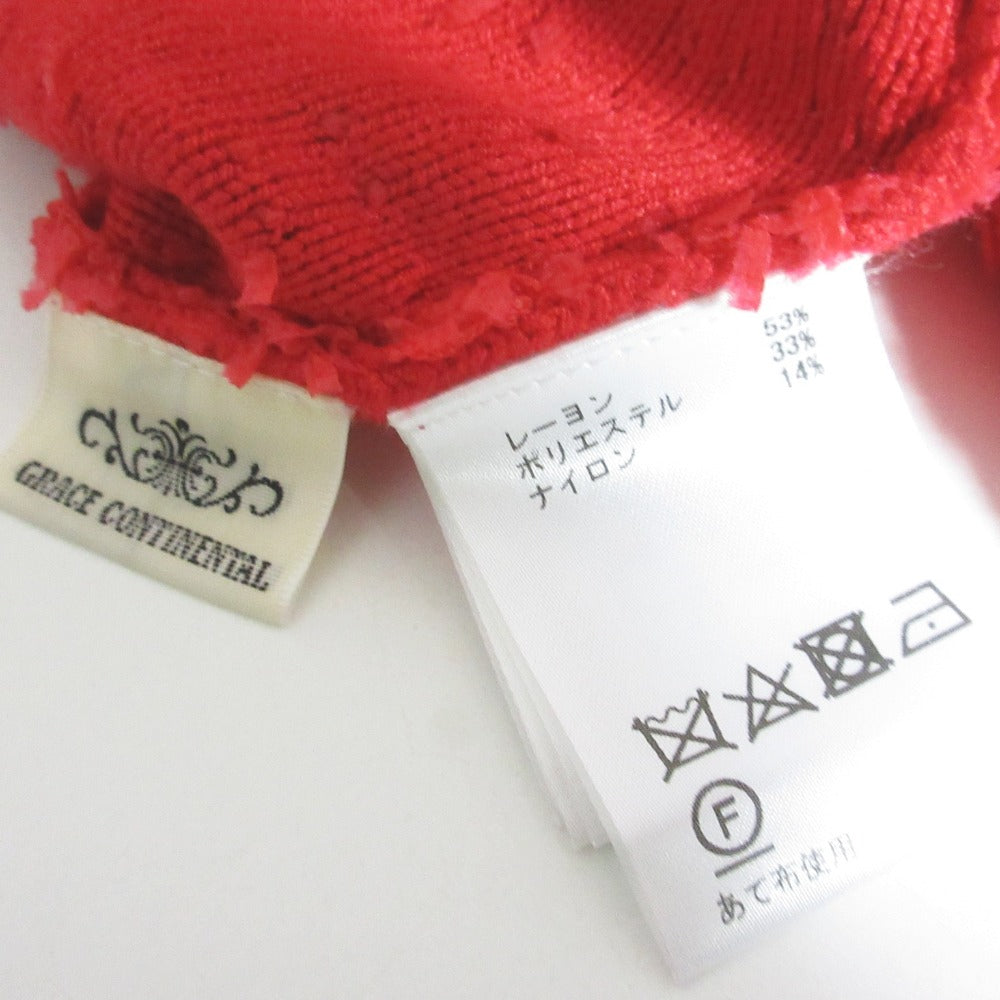 GRACE CONTINENTAL
レーヨン 53%
ポリエステル 33%
ナイロン 14%
F
あて布使用